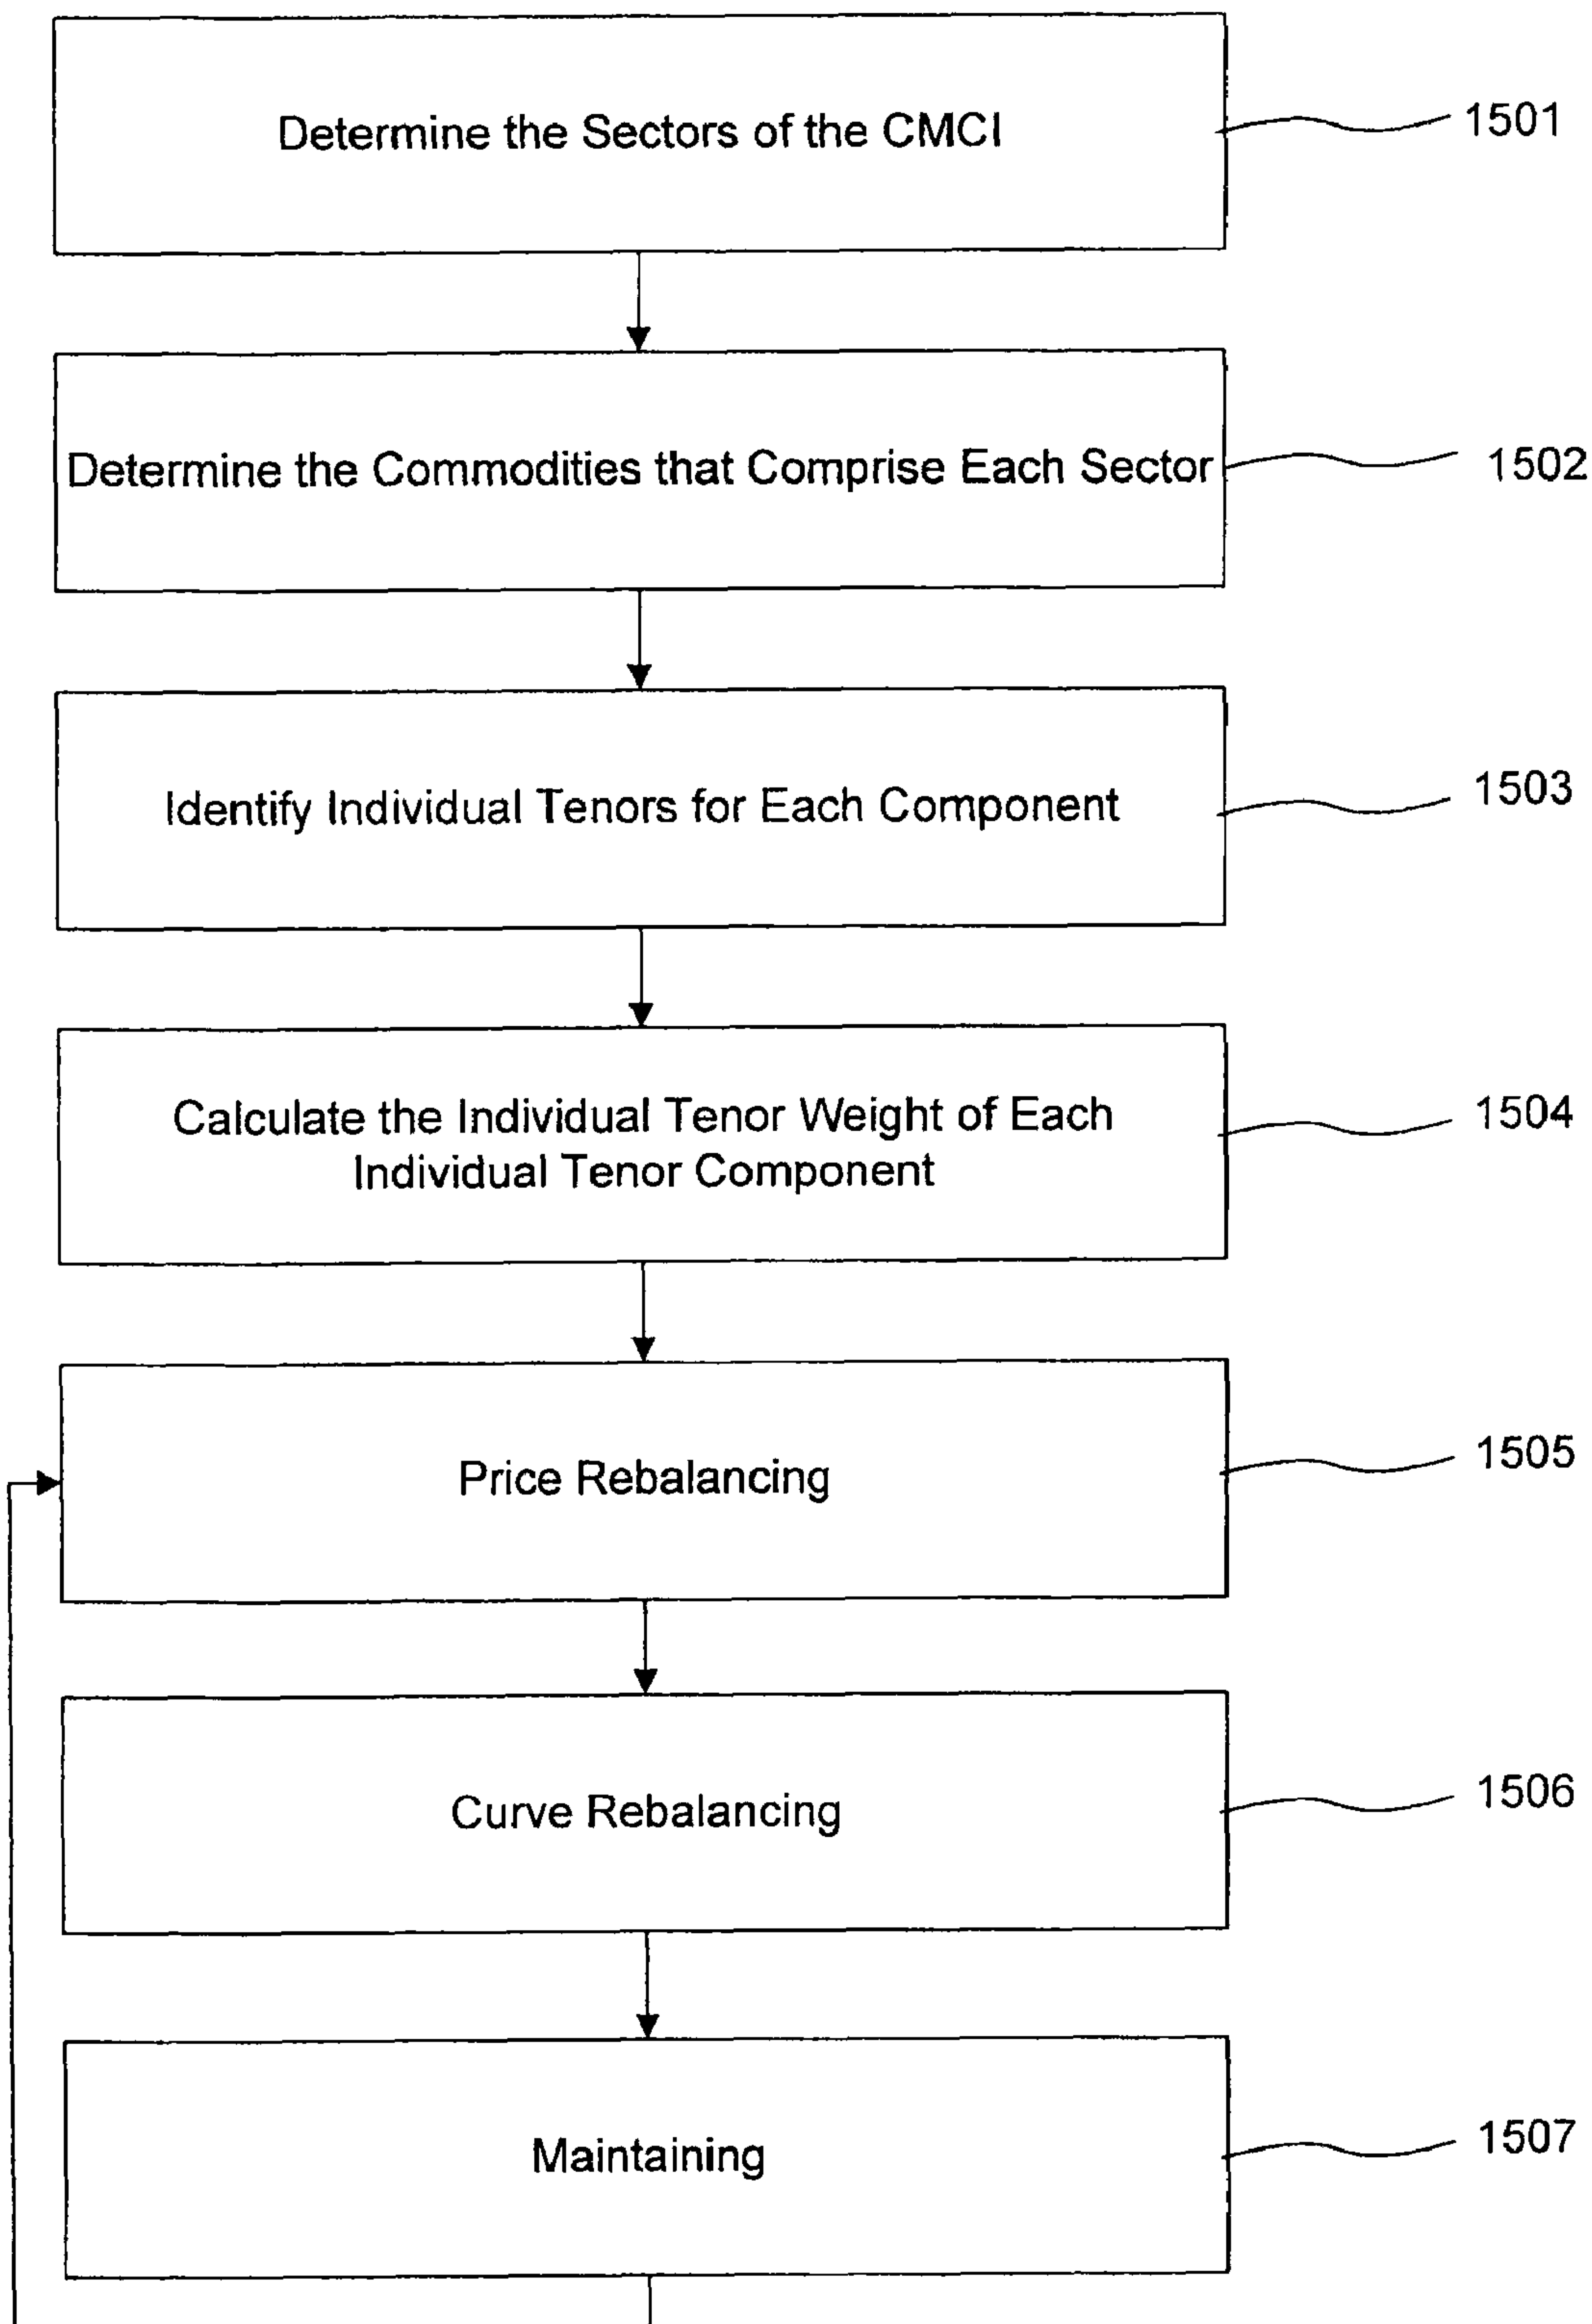 Determine the Sectors of the CMCI
1501
Determine the Commodities that Comprise Each Sector
1502
Identify Individual Tenors for Each Component
1503
Calculate the Individual Tenor Weight of Each
Individual Tenor Component
1504
Price Rebalancing
1505
Curve Rebalancing
1506
Maintaining
1507